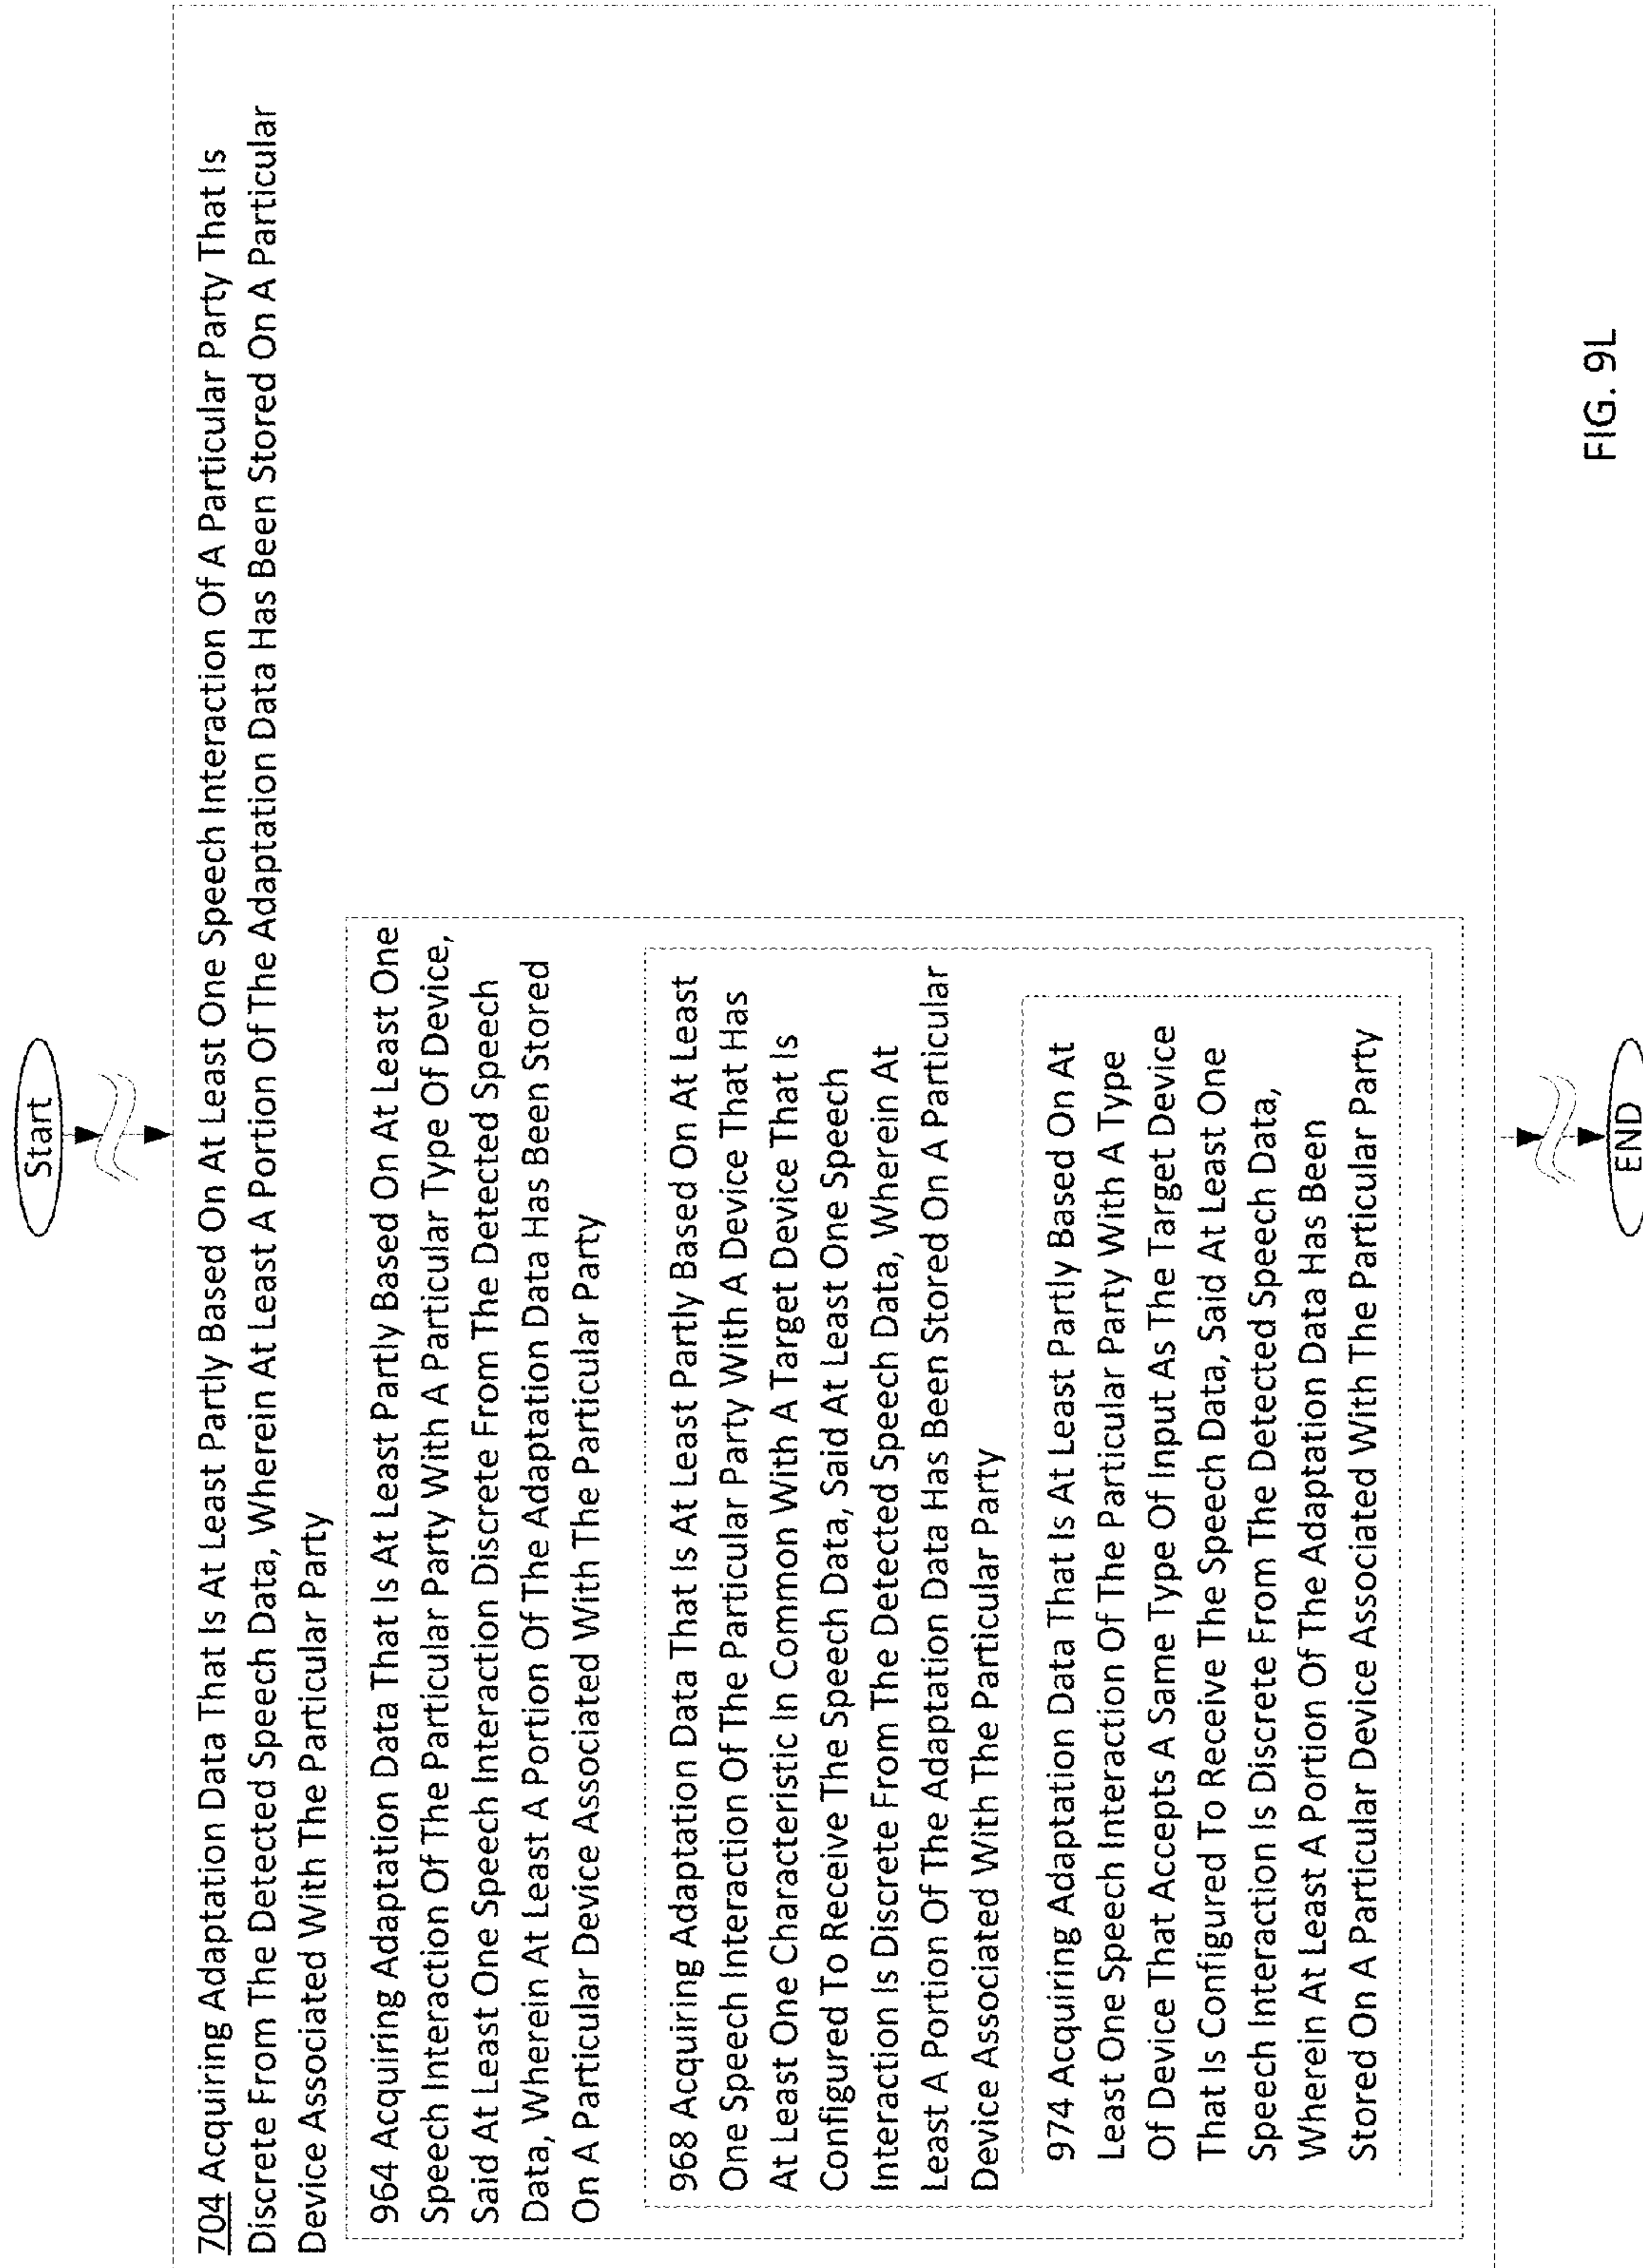 Start
704 Acquiring Adaptation Data That Is At Least Partly Based On At Least One Speech Interaction Of A Particular Party That Is
Discrete From The Detected Speech Data, Wherein At Least A Portion Of The Adaptation Data Has Been Stored On A Particular
Device Associated With The Particular Party
964 Acquiring Adaptation Data That Is At Least Partly Based On At Least One
Speech Interaction Of The Particular Party With A Particular Type Of Device,
Said At Least One Speech Interaction Discrete From The Detected Speech
Data, Wherein At Least A Portion Of The Adaptation Data Has Been Stored
On A Particular Device Associated With The Particular Party
968 Acquiring Adaptation Data That Is At Least Partly Based On At Least
One Speech Interaction Of The Particular Party With A Device That Has
At Least One Characteristic In Common With A Target Device That Is
Configured To Receive The Speech Data, Said At Least One Speech
Interaction Is Discrete From The Detected Speech Data, Wherein At
Least A Portion Of The Adaptation Data Has Been Stored On A Particular
Device Associated With The Particular Party
974 Acquiring Adaptation Data That Is At Least Partly Based On At
Least One Speech Interaction Of The Particular Party With A Type
Of Device That Accepts A Same Type Of Input As The Target Device
That Is Configured To Receive The Speech Data, Said At Least One
Speech Interaction Is Discrete From The Detected Speech Data,
Wherein At Least A Portion Of The Adaptation Data Has Been
Stored On A Particular Device Associated With The Particular Party
END
FIG. 9L